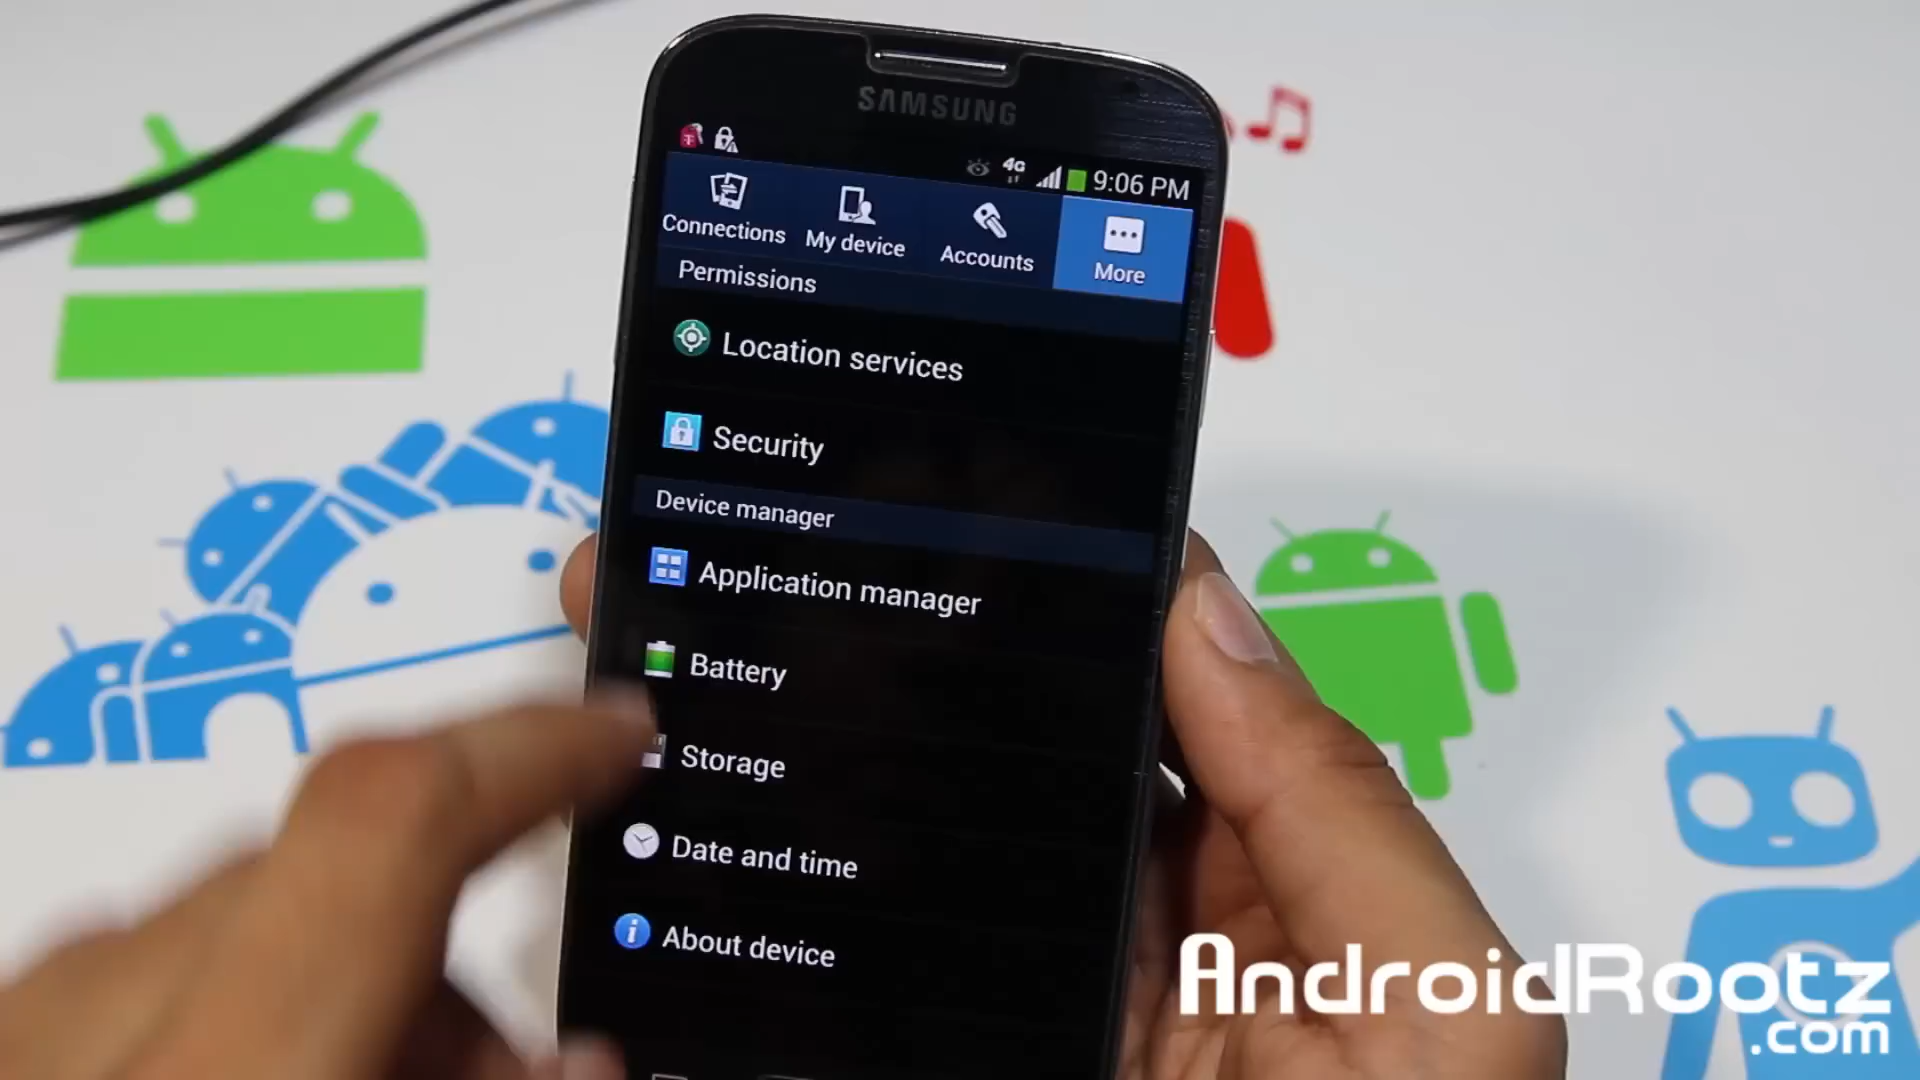 SAMSUNG
4G 9:06 PM
Connections My device Accounts More
Permissions
Location services
Security
Device manager
Application manager
Battery
Storage
Date and time
About device
AndroidRootz
.com